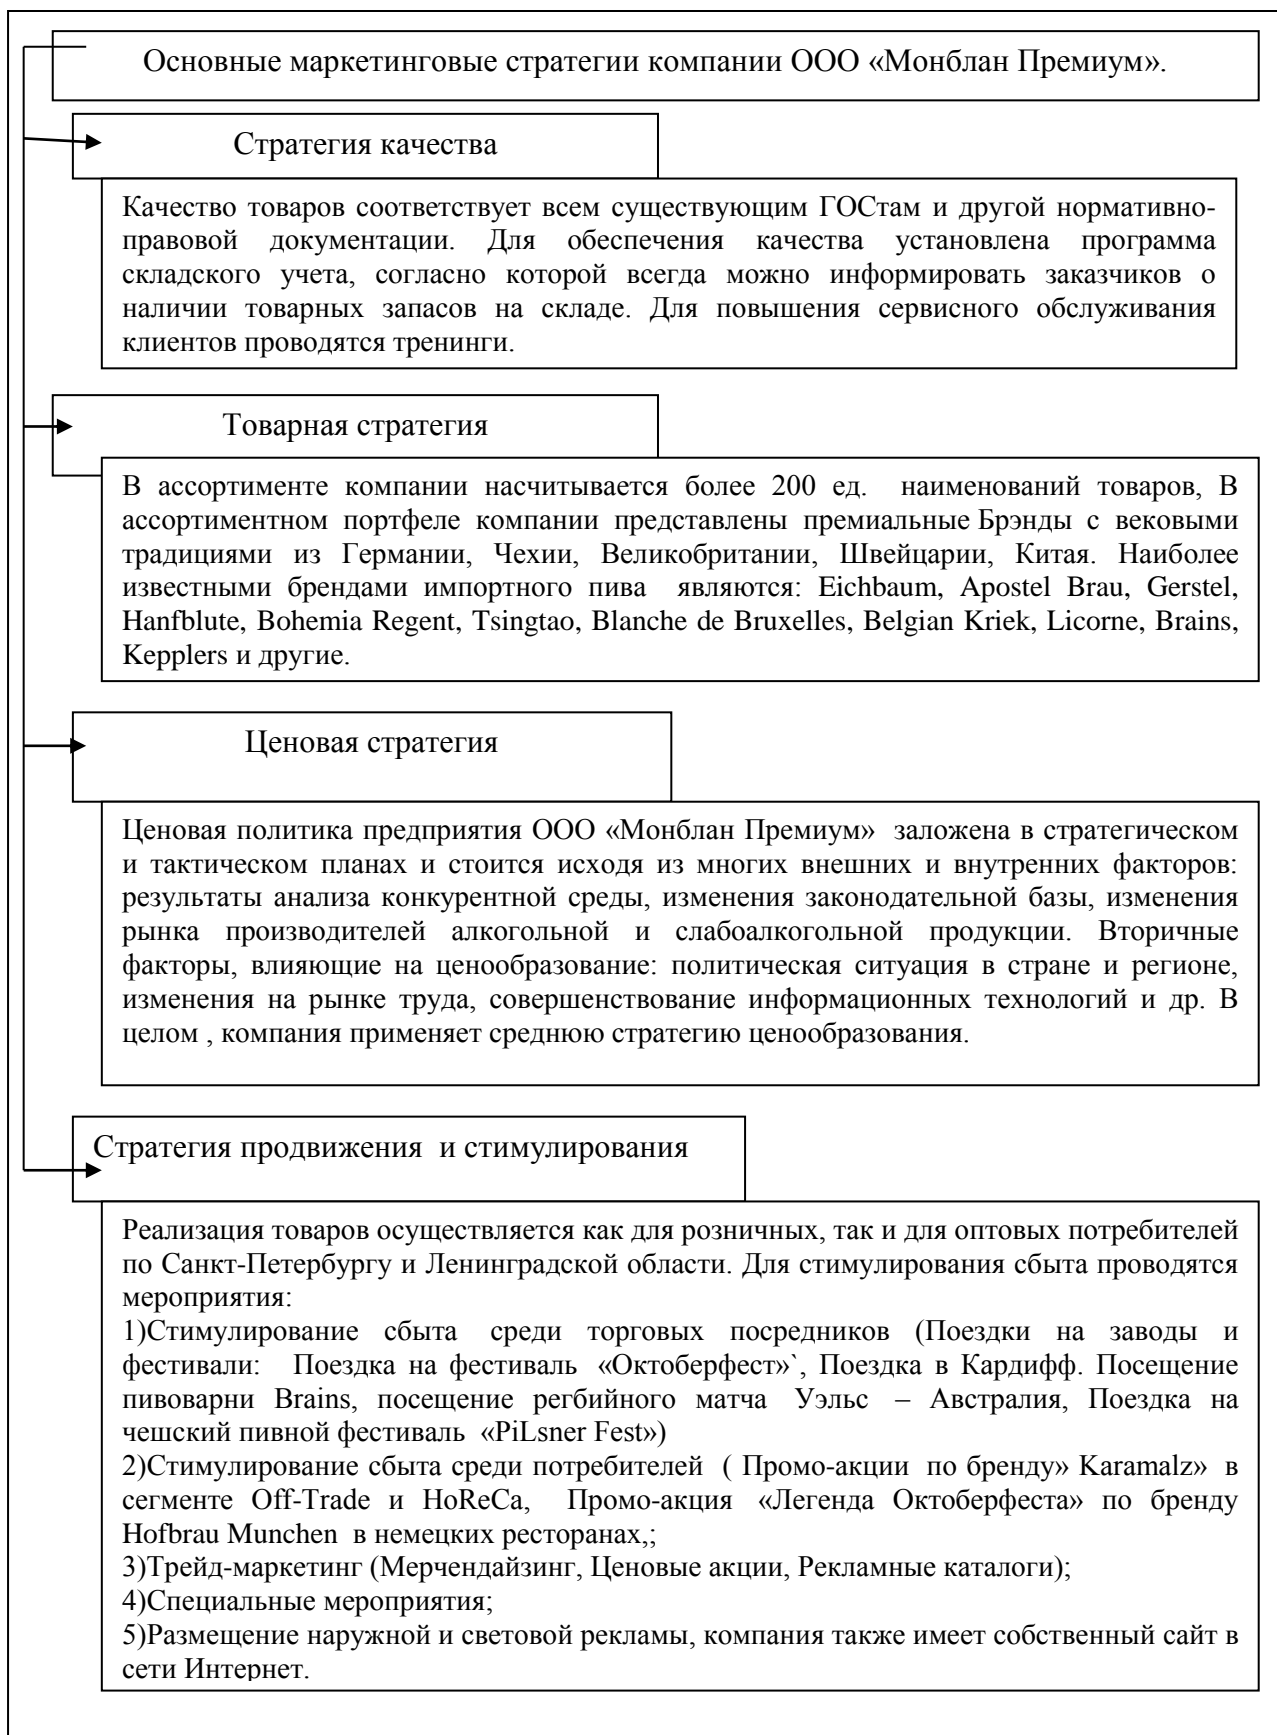 Основные маркетинговые стратегии компании ООО «Монблан Премиум».
Стратегия качества
Качество товаров соответствует всем существующим ГОСтам и другой нормативно-
правовой документации. Для обеспечения качества установлена программа
складского учета, согласно которой всегда можно информировать заказчиков о
наличии товарных запасов на складе. Для повышения сервисного обслуживания
клиентов проводятся тренинги.
Товарная стратегия
В ассортименте компании насчитывается более 200 ед. наименований товаров, В
ассортиментном портфеле компании представлены премиальные Брэнды с вековыми
традициями из Германии, Чехии, Великобритании, Швейцарии, Китая. Наиболее
известными брендами импортного пива являются: Eichbaum, Apostel Brau, Gerstel,
Hanfblute, Bohemia Regent, Tsingtao, Blanche de Bruxelles, Belgian Kriek, Licorne, Brains,
Kepplers и другие.
Ценовая стратегия
Ценовая политика предприятия ООО «Монблан Премиум» заложена в стратегическом
и тактическом планах и стоится исходя из многих внешних и внутренних факторов:
результаты анализа конкурентной среды, изменения законодательной базы, изменения
рынка производителей алкогольной и слабоалкогольной продукции. Вторичные
факторы, влияющие на ценообразование: политическая ситуация в стране и регионе,
изменения на рынке труда, совершенствование информационных технологий и др. В
целом , компания применяет среднюю стратегию ценообразования.
Стратегия продвижения и стимулирования
Реализация товаров осуществляется как для розничных, так и для оптовых потребителей
по Санкт-Петербургу и Ленинградской области. Для стимулирования сбыта проводятся
мероприятия:
1)Стимулирование сбыта среди торговых посредников (Поездки на заводы и
фестивали: Поездка на фестиваль «Октоберфест»`, Поездка в Кардифф. Посещение
пивоварни Brains, посещение регбийного матча Уэльс – Австралия, Поездка на
чешский пивной фестиваль «PiLsner Fest»)
2)Стимулирование сбыта среди потребителей ( Промо-акции по бренду» Karamalz» в
сегменте Off-Trade и HoReCa, Промо-акция «Легенда Октоберфеста» по бренду
Hofbrau Munchen в немецких ресторанах,;
3)Трейд-маркетинг (Мерчендайзинг, Ценовые акции, Рекламные каталоги);
4)Специальные мероприятия;
5)Размещение наружной и световой рекламы, компания также имеет собственный сайт в
сети Интернет.